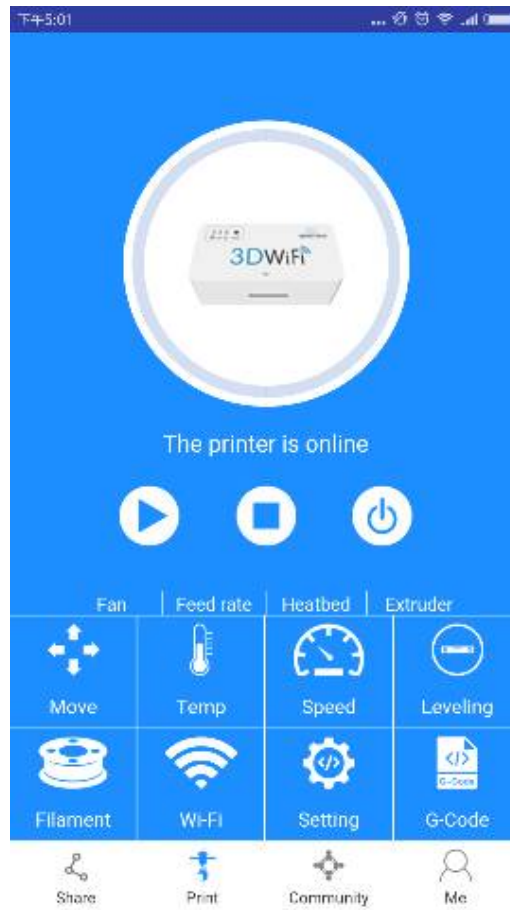 下午5:01
...
3DWiFi
The printer is online
Fan Feed rate Heatbed Extruder
Move Temp Speed Leveling
</>
G-Code
Filament Wi-Fi Setting G-Code
Share Print Community Me